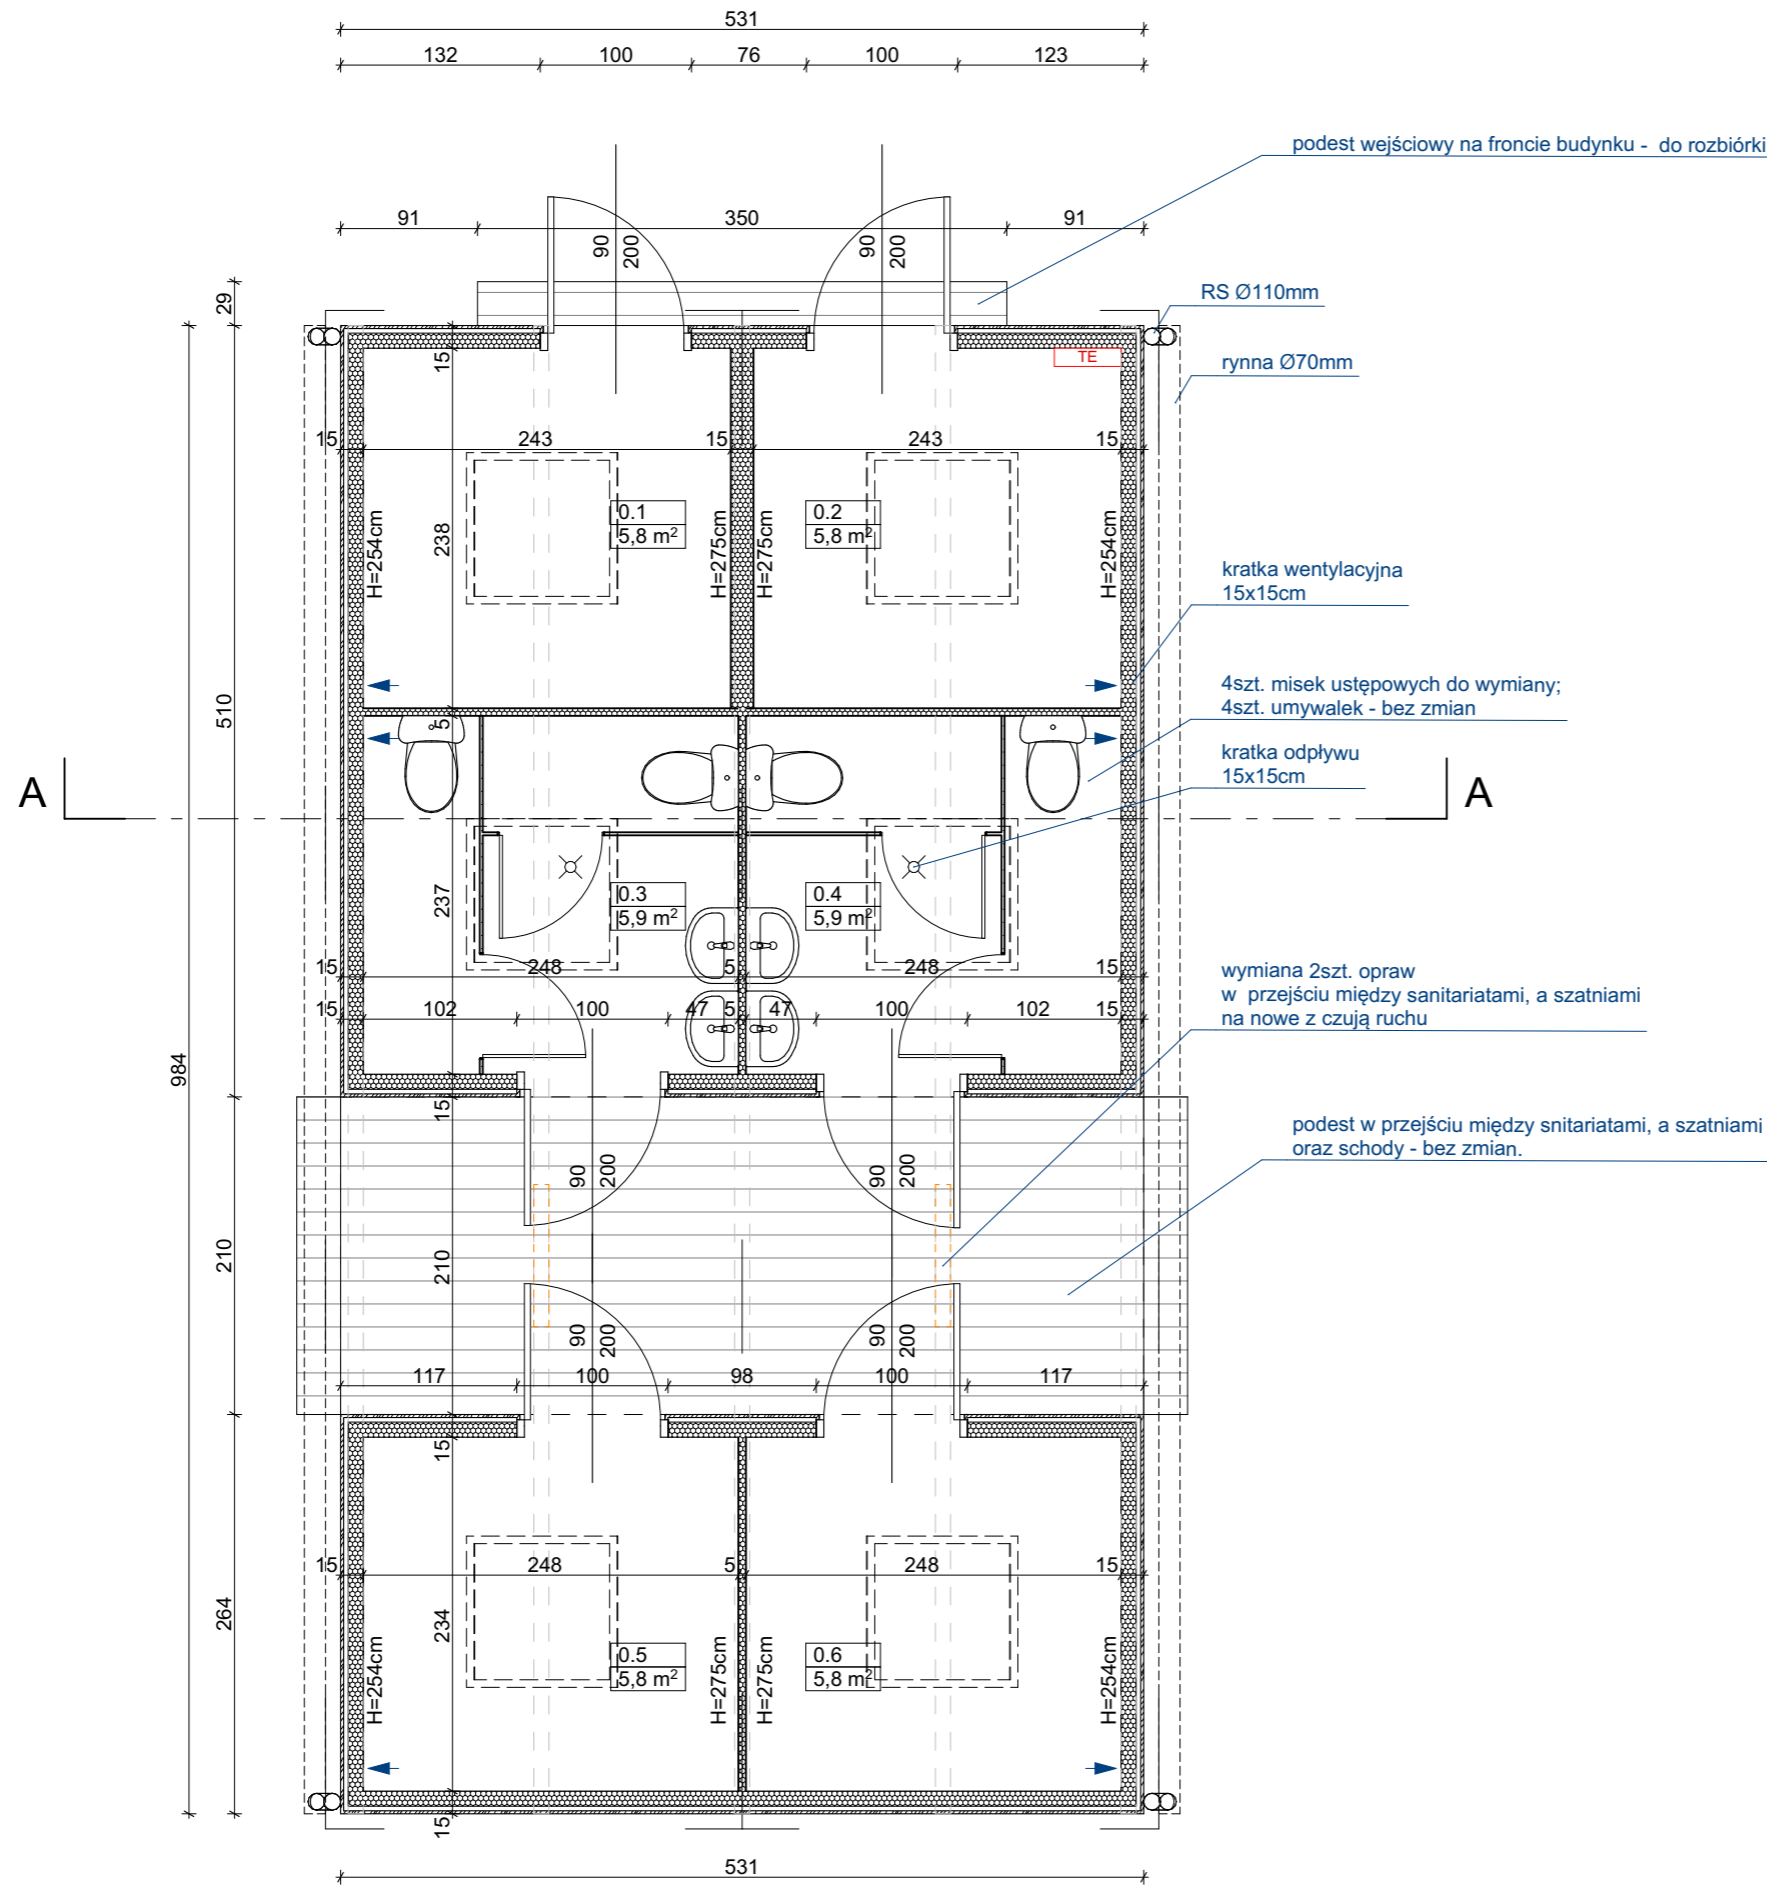 531
132 100 76 100 123
podest wejściowy na froncie budynku - do rozbiórki
91 350 91
90 200 90 200
29
RS Ø110mm
TE
15
rynna Ø70mm
15 243 15 243 15
0.1 0.2
5,8 m² 5,8 m²
238
H=254cm H=275cm H=275cm H=254cm
kratka wentylacyjna
15x15cm
510
4szt. misek ustępowych do wymiany;
4szt. umywalek - bez zmian
5
kratka odpływu
15x15cm
A A
0.3 0.4
5,9 m² 5,9 m²
237
15 248 5 248 15
wymiana 2szt. opraw
w przejściu między sanitariatami, a szatniami
na nowe z czują ruchu
15 102 100 47 5 47 100 102 15
984
15
podest w przejściu między snitariatami, a szatniami
oraz schody - bez zmian.
90 200 90 200
210 210
90 200 90 200
117 100 98 100 117
15
15 248 5 248 15
264 234
0.5 0.6
5,8 m² 5,8 m²
H=254cm H=275cm H=275cm H=254cm
15
531